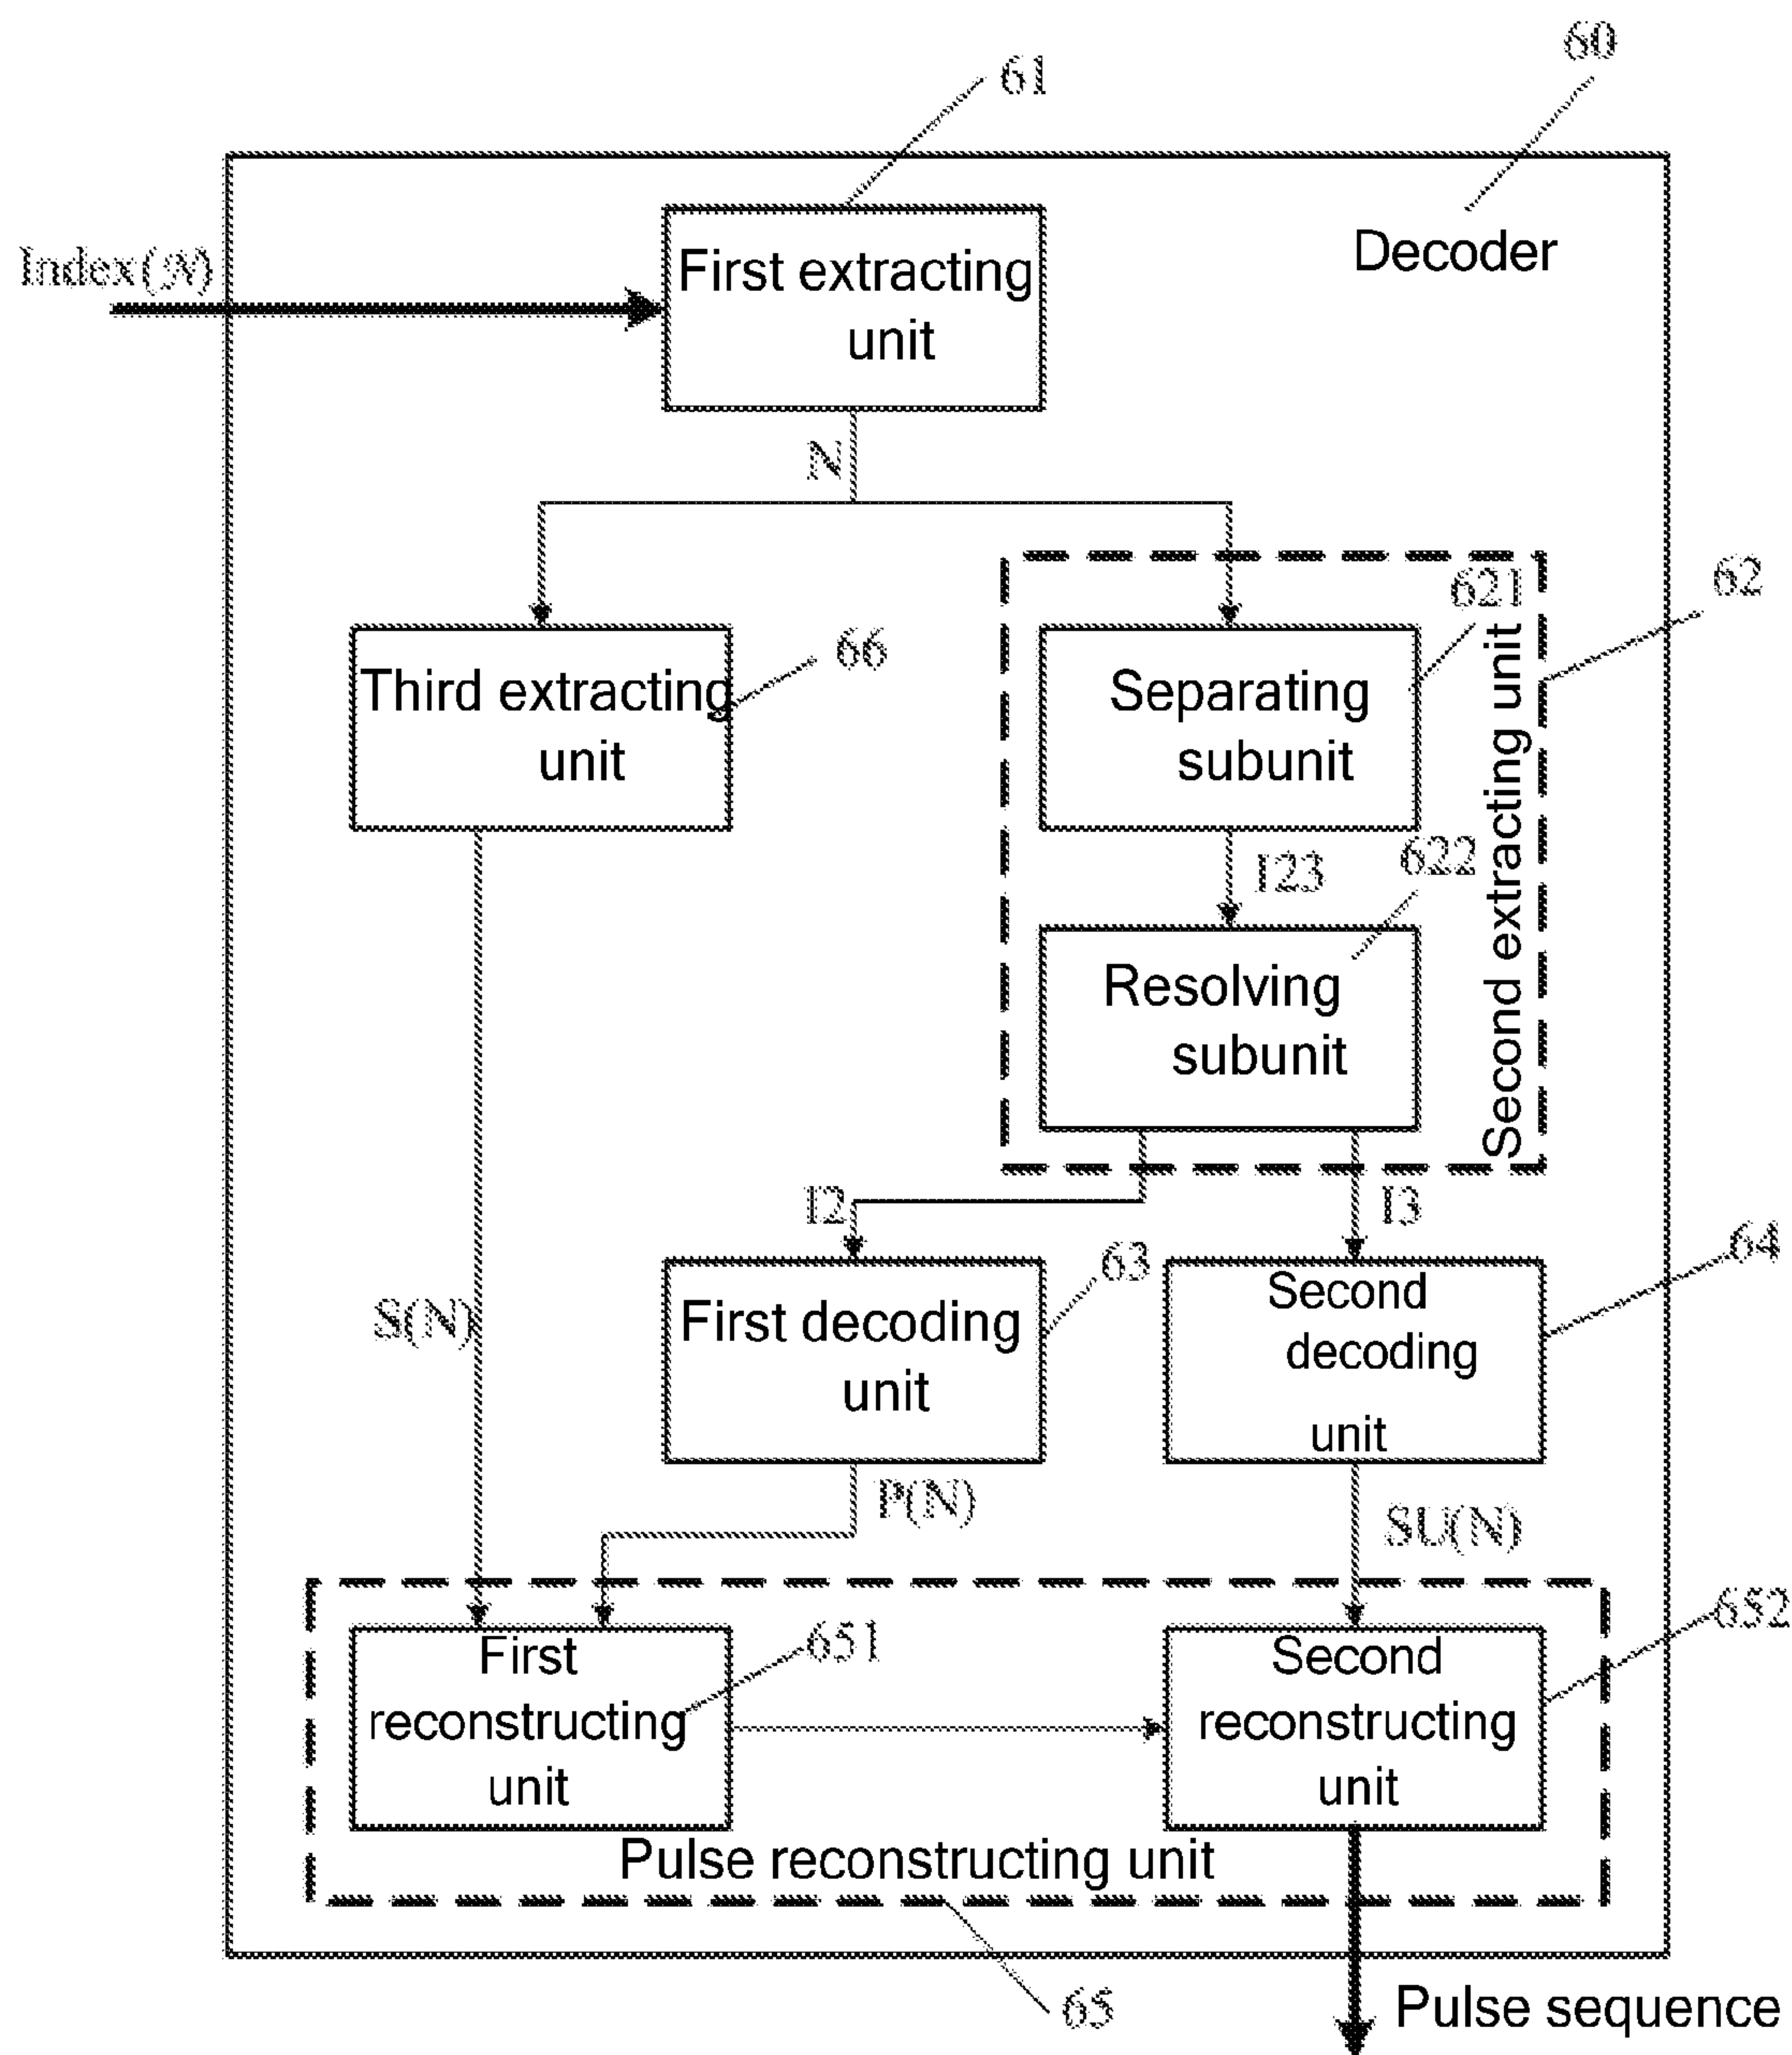 60
61
Index(N)
First extracting
unit
Decoder
N
621
62
66
Third extracting
unit
Separating
subunit
Second extracting unit
I23
622
Resolving
subunit
I2
I3
63
64
S(N)
First decoding
unit
Second
decoding
unit
P(N)
SU(N)
652
651
First
reconstructing
unit
Second
reconstructing
unit
Pulse reconstructing unit
65
Pulse sequence